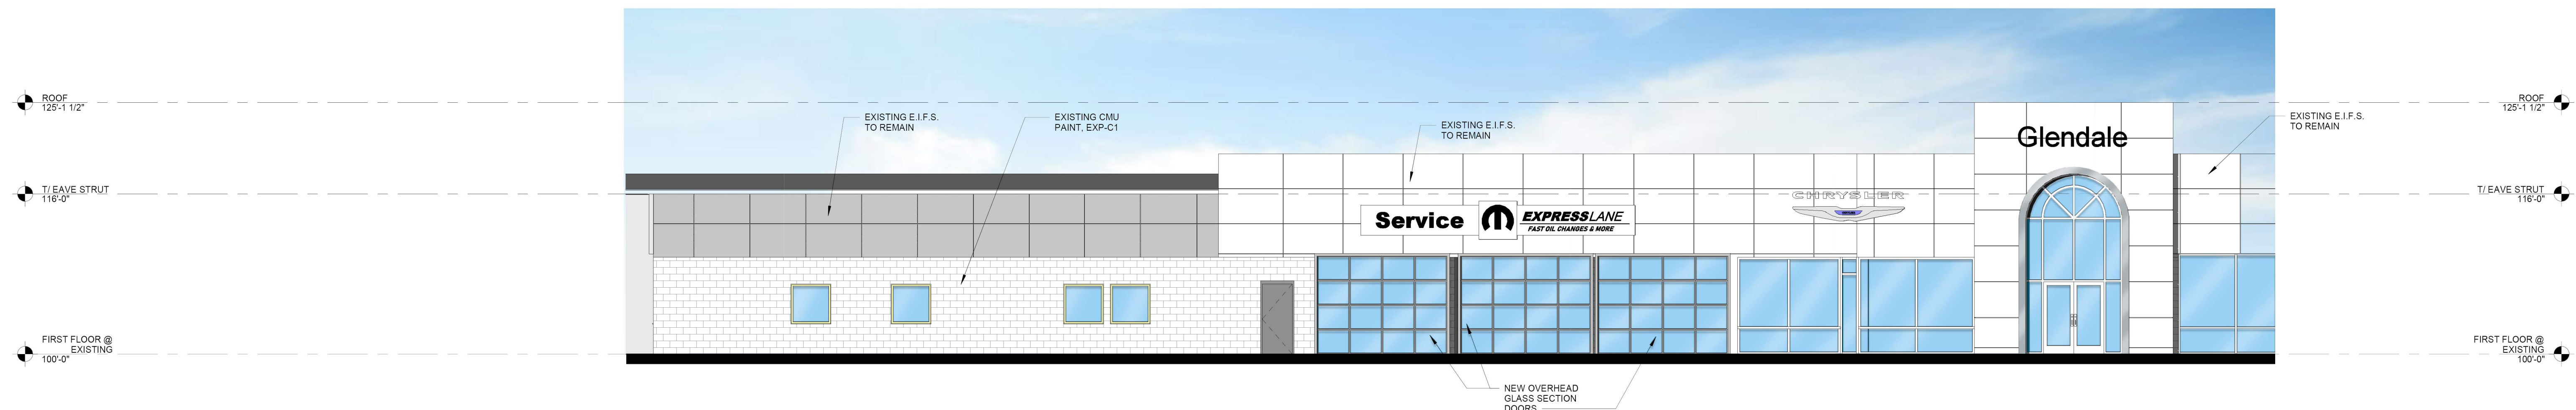 ROOF
125'-1 1/2"
T/ EAVE STRUT
116'-0"
FIRST FLOOR @
EXISTING
100'-0"
EXISTING E.I.F.S.
TO REMAIN
EXISTING CMU
PAINT, EXP-C1
EXISTING E.I.F.S.
TO REMAIN
Service
EXPRESSLANE
FAST OIL CHANGES & MORE
CHRYSLER
Glendale
NEW OVERHEAD
GLASS SECTION
DOORS
EXISTING E.I.F.S.
TO REMAIN
ROOF
125'-1 1/2"
T/ EAVE STRUT
116'-0"
FIRST FLOOR @
EXISTING
100'-0"